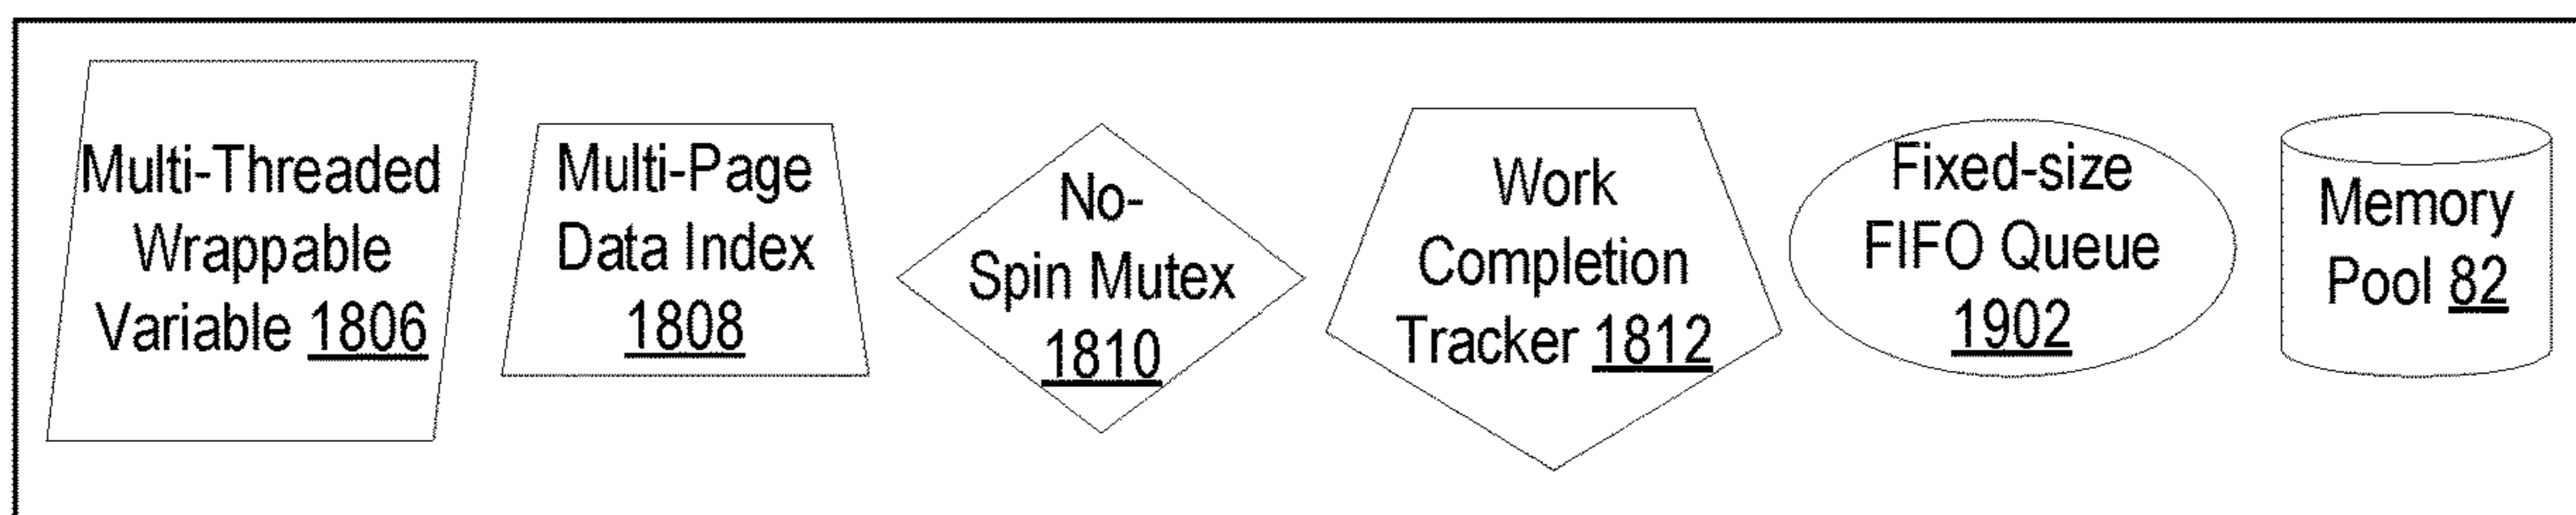 Multi-Threaded
Wrappable
Variable 1806
Multi-Page
Data Index
1808
No-
Spin Mutex
1810
Work
Completion
Tracker 1812
Fixed-size
FIFO Queue
1902
Memory
Pool 82